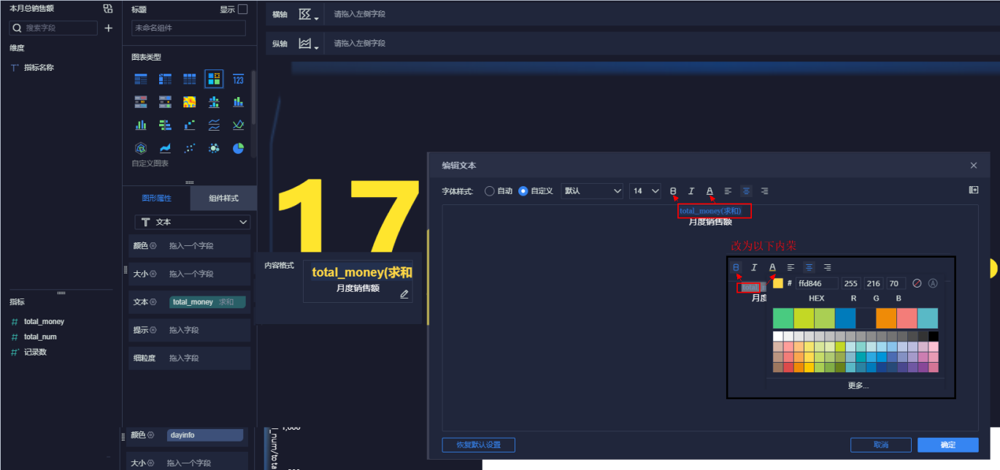 本月总销售额
搜索字段
维度
指标名称
指标
total_money
total_num
记录数
标题
显示
未命名组件
图表类型
123
自定义图表
图形属性
组件样式
文本
颜色
拖入一个字段
大小
拖入一个字段
文本
total_money 求和
提示
拖入字段
细粒度
拖入字段
颜色
dayinfo
大小
拖入一个字段
横轴
请拖入左侧字段
纵轴
请拖入左侧字段
17
内容格式
total_money(求和
月度销售额
编辑文本
字体样式:
自动
自定义
默认
14
B
I
A
total_money(求和)
月度销售额
改为以下内荣
B
I
A
# ffd846 255 216 70
HEX R G B
月度
更多...
恢复默认设置
取消
确定
1,000